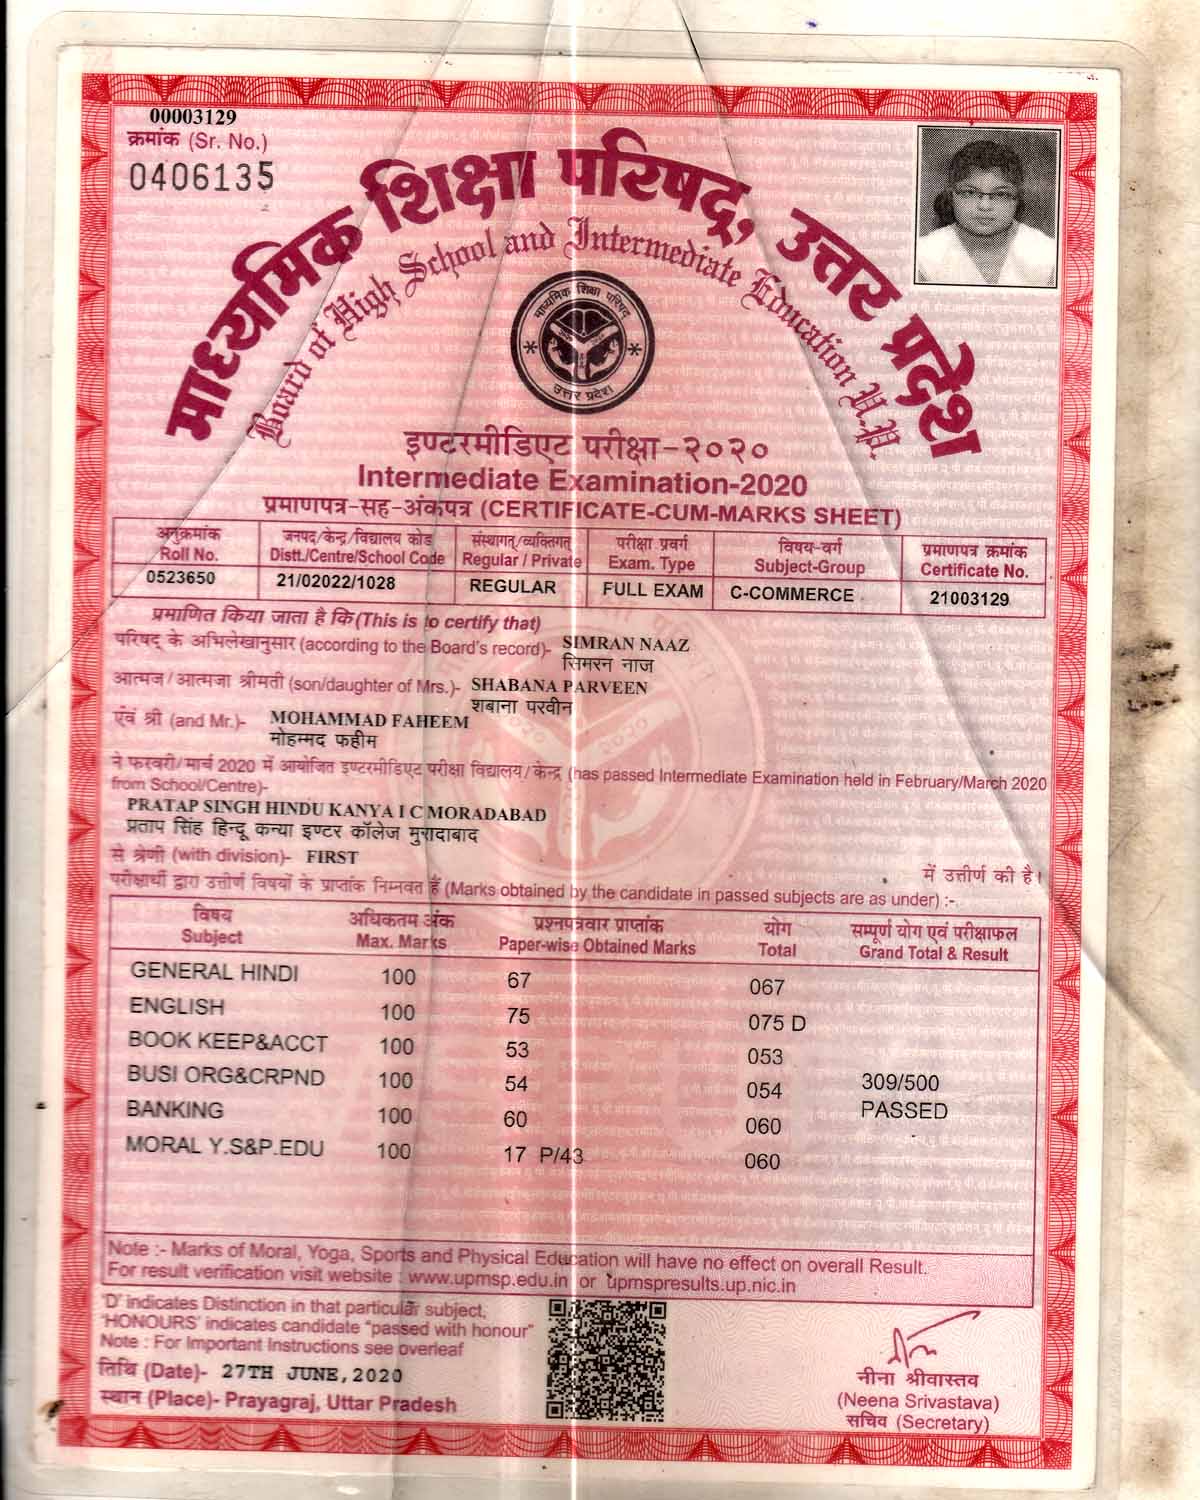 00003129
क्रमांक (Sr. No.)
0406135
माध्यमिक शिक्षा परिषद्, उत्तर प्रदेश
Board of High School and Intermediate Education U.P.
माध्यमिक शिक्षा परिषद
उत्तर प्रदेश
इण्टरमीडिएट परीक्षा-२०२०
Intermediate Examination-2020
प्रमाणपत्र-सह-अंकपत्र (CERTIFICATE-CUM-MARKS SHEET)
अनुक्रमांक जनपद/केन्द्र/विद्यालय कोड संस्थागत्/व्यक्तिगत् परीक्षा प्रवर्ग विषय-वर्ग प्रमाणपत्र क्रमांक
Roll No. Distt./Centre/School Code Regular / Private Exam. Type Subject-Group Certificate No.
0523650 21/02022/1028 REGULAR FULL EXAM C-COMMERCE 21003129
प्रमाणित किया जाता है कि (This is to certify that)
परिषद् के अभिलेखानुसार (according to the Board's record)- SIMRAN NAAZ
सिमरन नाज
आत्मज/आत्मजा श्रीमती (son/daughter of Mrs.)- SHABANA PARVEEN
शबाना परवीन
एंव श्री (and Mr.)- MOHAMMAD FAHEEM
मोहम्मद फहीम
ने फरवरी/मार्च 2020 में आयोजित इण्टरमीडिएट परीक्षा विद्यालय/केन्द्र (has passed Intermediate Examination held in February/March 2020
from School/Centre)-
PRATAP SINGH HINDU KANYA I C MORADABAD
प्रताप सिंह हिन्दू कन्या इण्टर कॉलेज मुरादाबाद
से श्रेणी (with division)- FIRST
में उत्तीर्ण की है।
परीक्षार्थी द्वारा उत्तीर्ण विषयों के प्राप्तांक निम्नवत हैं (Marks obtained by the candidate in passed subjects are as under) :-
विषय अधिकतम अंक प्रश्नपत्रवार प्राप्तांक योग सम्पूर्ण योग एवं परीक्षाफल
Subject Max. Marks Paper-wise Obtained Marks Total Grand Total & Result
GENERAL HINDI 100 67 067
ENGLISH 100 75 075 D
BOOK KEEP&ACCT 100 53 053
BUSI ORG&CRPND 100 54 054 309/500
BANKING 100 60 060 PASSED
MORAL Y.S&P.EDU 100 17 P/43 060
Note :- Marks of Moral, Yoga, Sports and Physical Education will have no effect on overall Result.
For result verification visit website : www.upmsp.edu.in or upmspresults.up.nic.in
'D' indicates Distinction in that particular subject,
'HONOURS' indicates candidate "passed with honour"
Note : For Important Instructions see overleaf
तिथि (Date)- 27TH JUNE,2020
स्थान (Place)- Prayagraj, Uttar Pradesh
नीना श्रीवास्तव
(Neena Srivastava)
सचिव (Secretary)